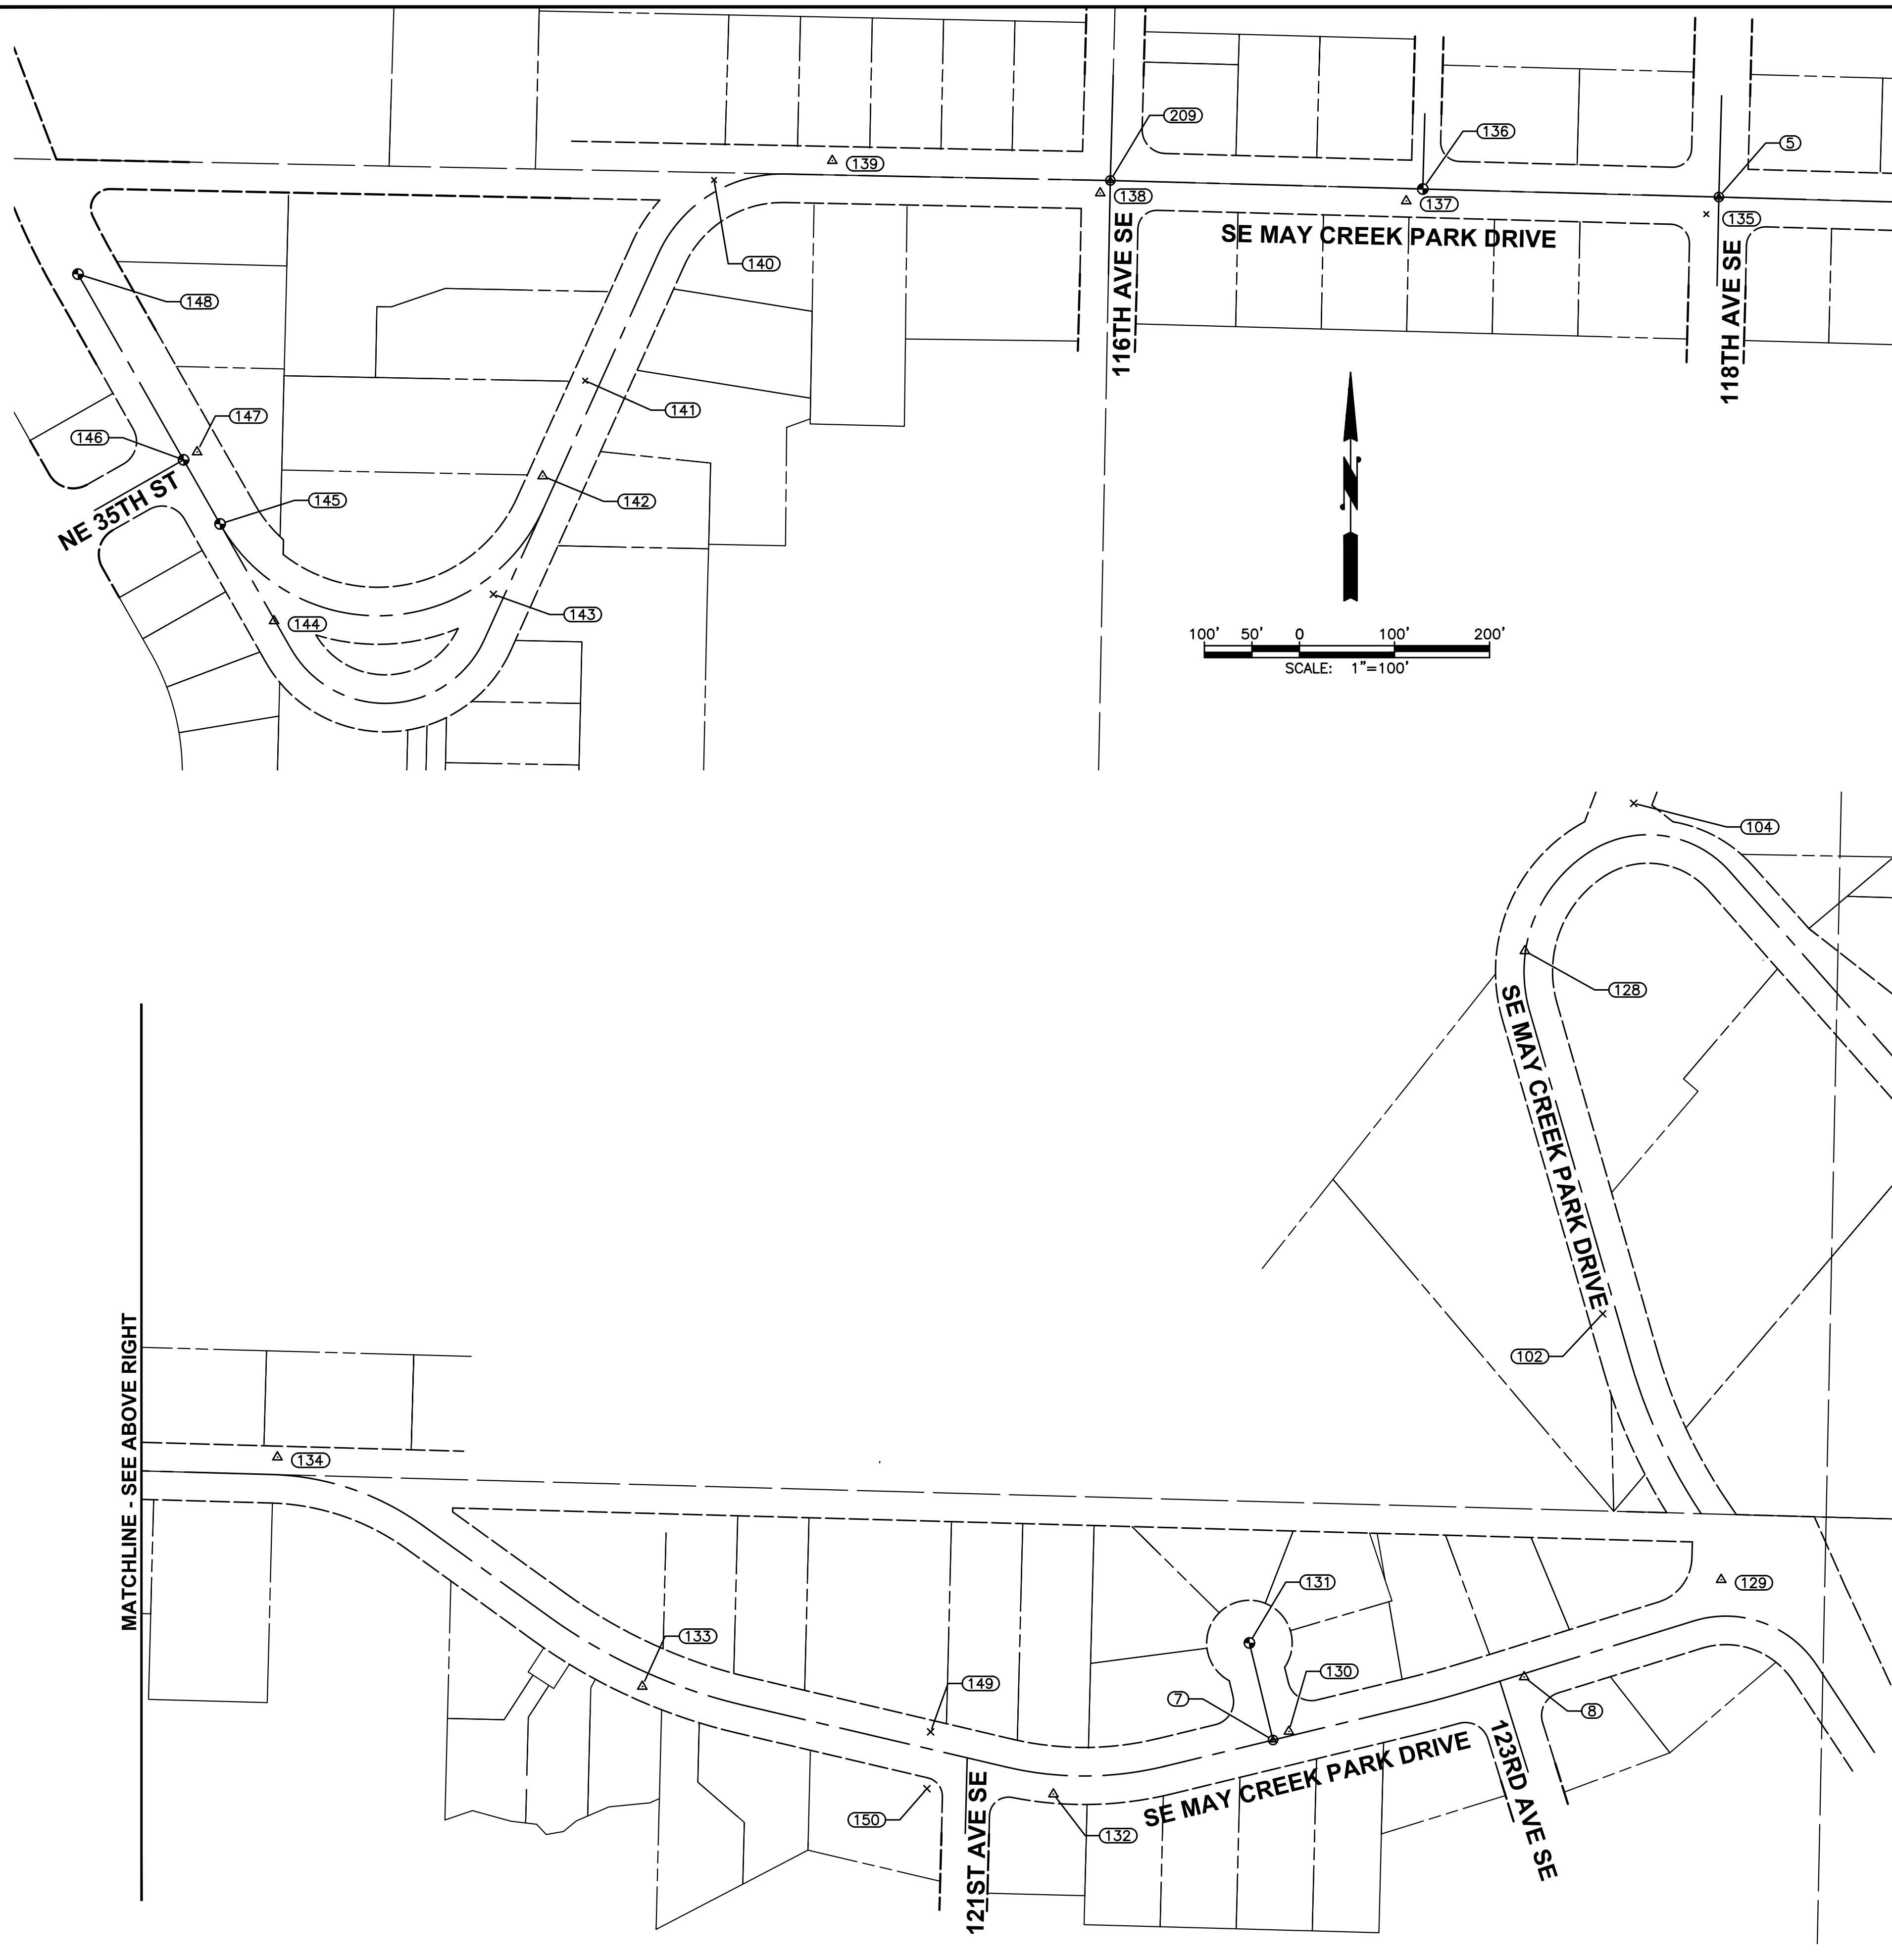 209
136
5
139
138
137
135
SE MAY CREEK PARK DRIVE
140
116TH AVE SE
118TH AVE SE
148
141
147
146
142
145
NE 35TH ST
143
144
N
100' 50' 0 100' 200'
SCALE: 1"=100'
104
128
SE MAY CREEK PARK DRIVE
102
MATCHLINE - SEE ABOVE RIGHT
134
131
129
133
130
149
7
8
SE MAY CREEK PARK DRIVE
123RD AVE SE
150
132
121ST AVE SE